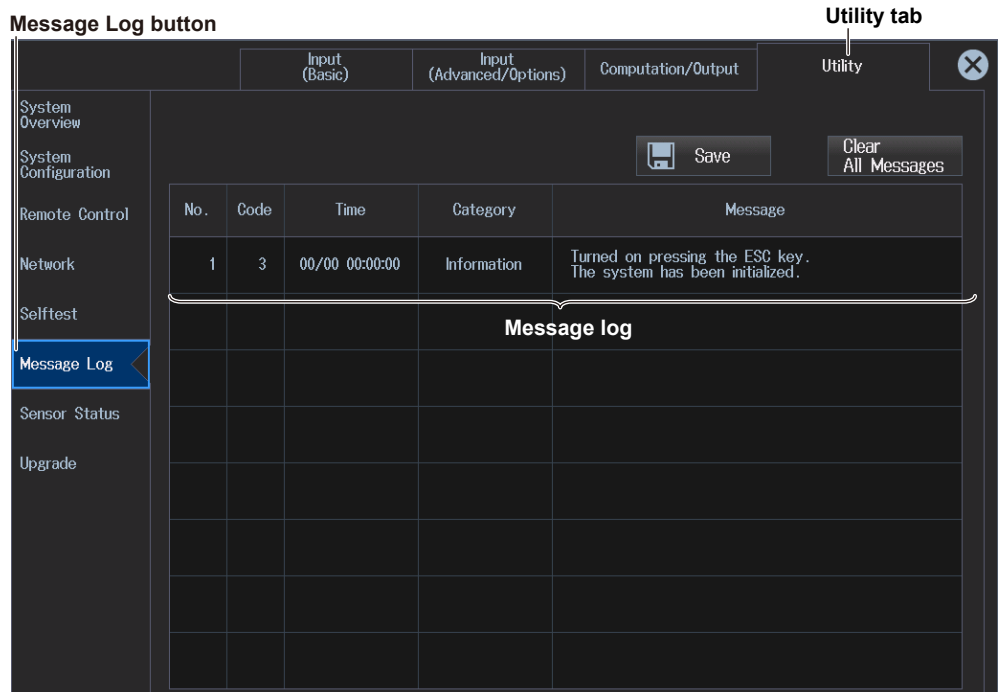 Message Log button
Utility tab
Input
(Basic)
Input
(Advanced/Options)
Computation/Output
Utility
System
Overview
System
Configuration
Remote Control
Network
Selftest
Message Log
Sensor Status
Upgrade
Save
Clear
All Messages
No. Code Time Category Message
1 3 00/00 00:00:00 Information Turned on pressing the ESC key.
The system has been initialized.
Message log